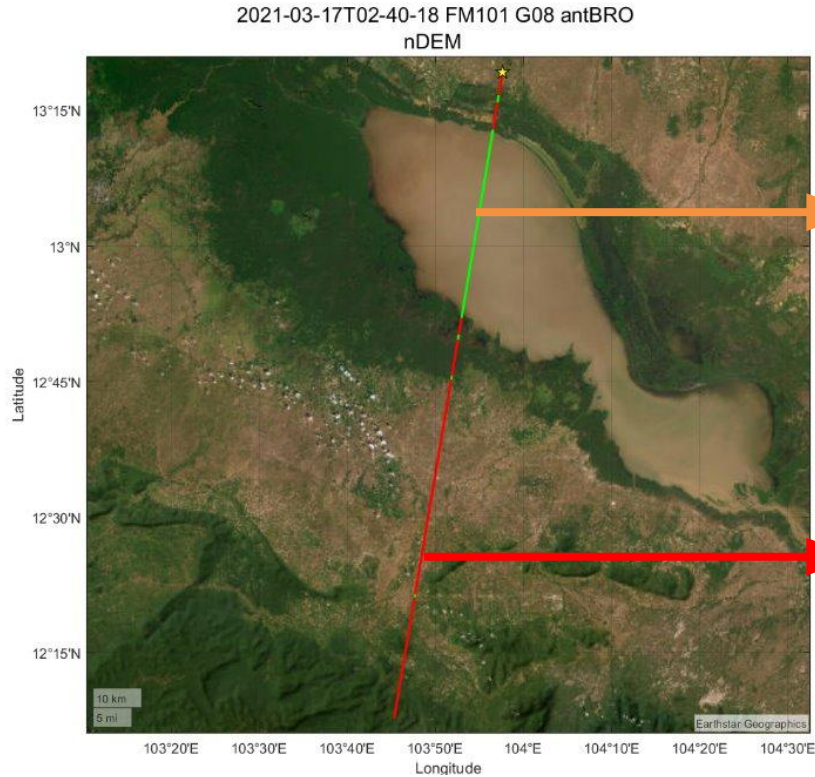 2021-03-17T02-40-18 FM101 G08 antBRO
nDEM
13°15'N
13°N
12°45'N
12°30'N
12°15'N
Latitude
10 km
5 mi
Earthstar Geographics
103°20'E 103°30'E 103°40'E 103°50'E 104°E 104°10'E 104°20'E 104°30'E
Longitude